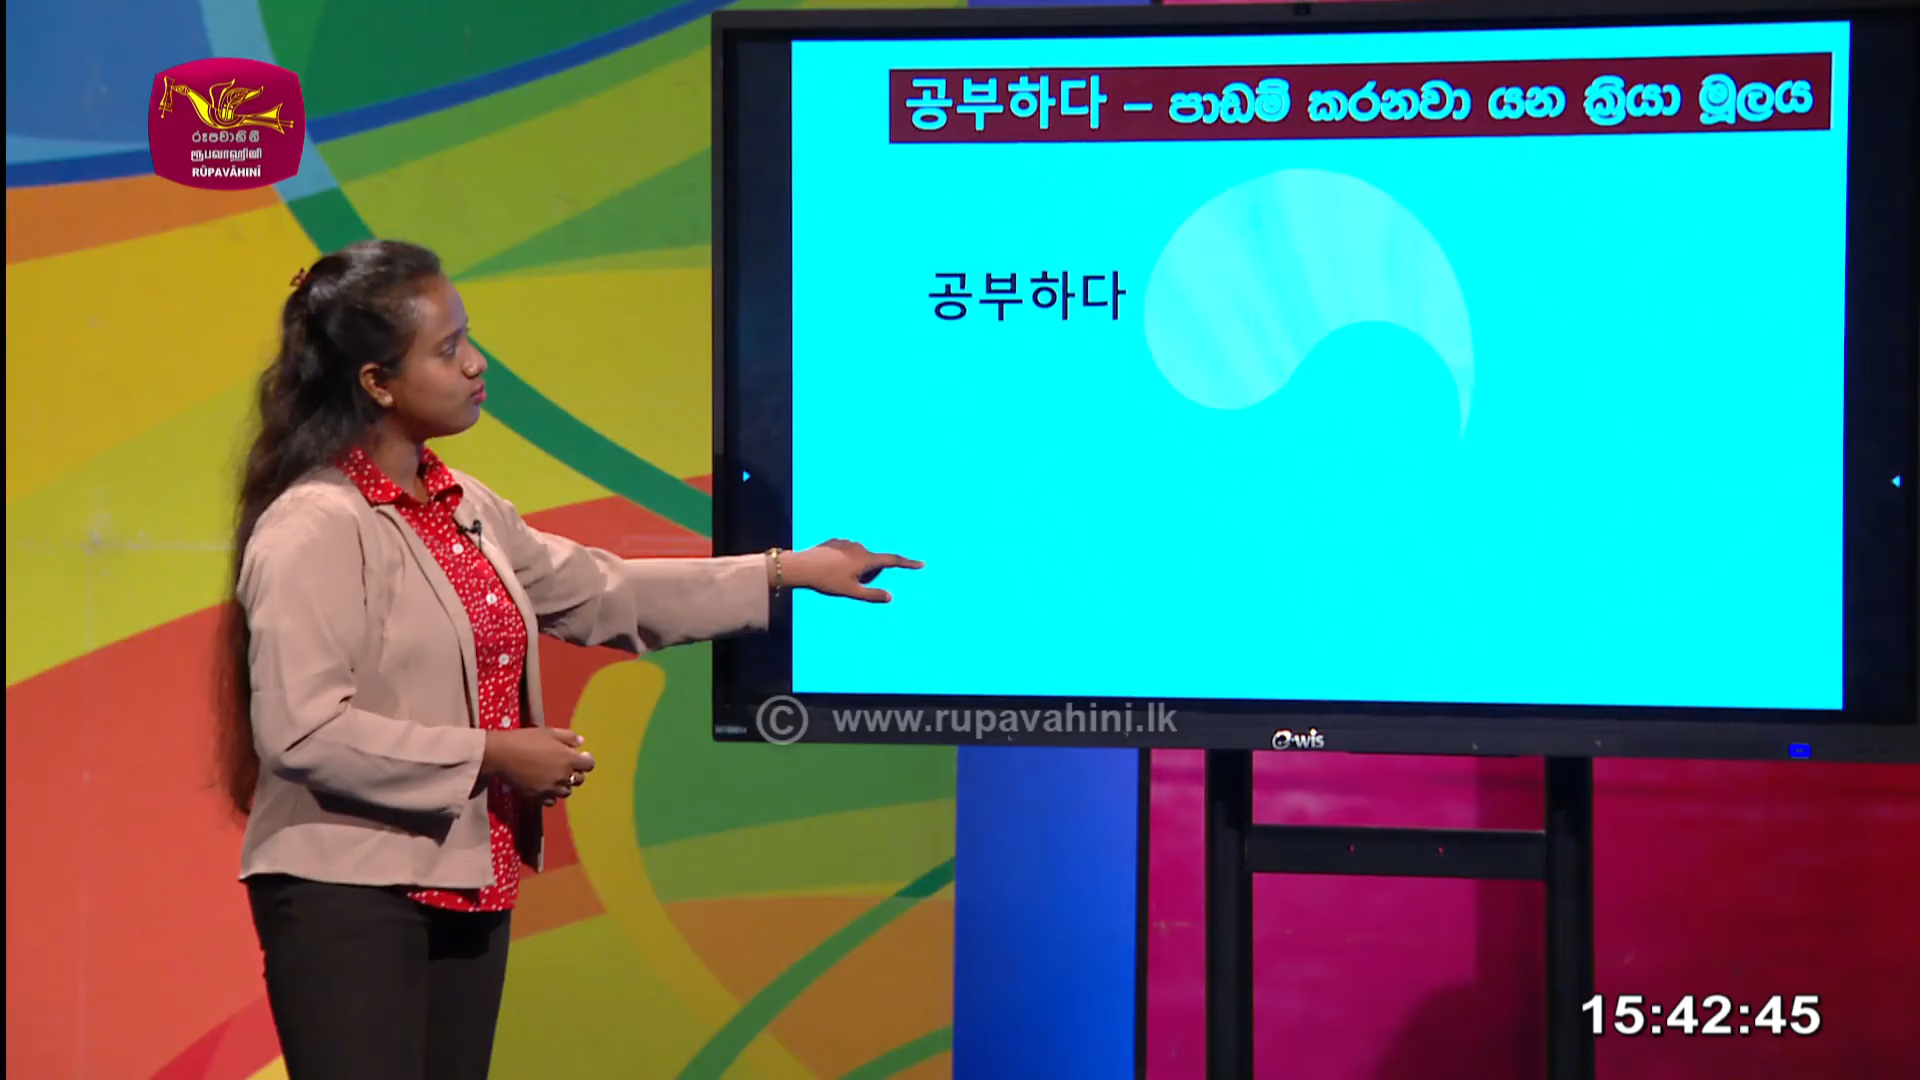 රූපවාහිනී
ரூபவாஹினி
RŪPAVĀHINĪ
공부하다 – පාඩම් කරනවා යන ක්‍රියා මූලය
공부하다
© www.rupavahini.lk
e-wis
15:42:45